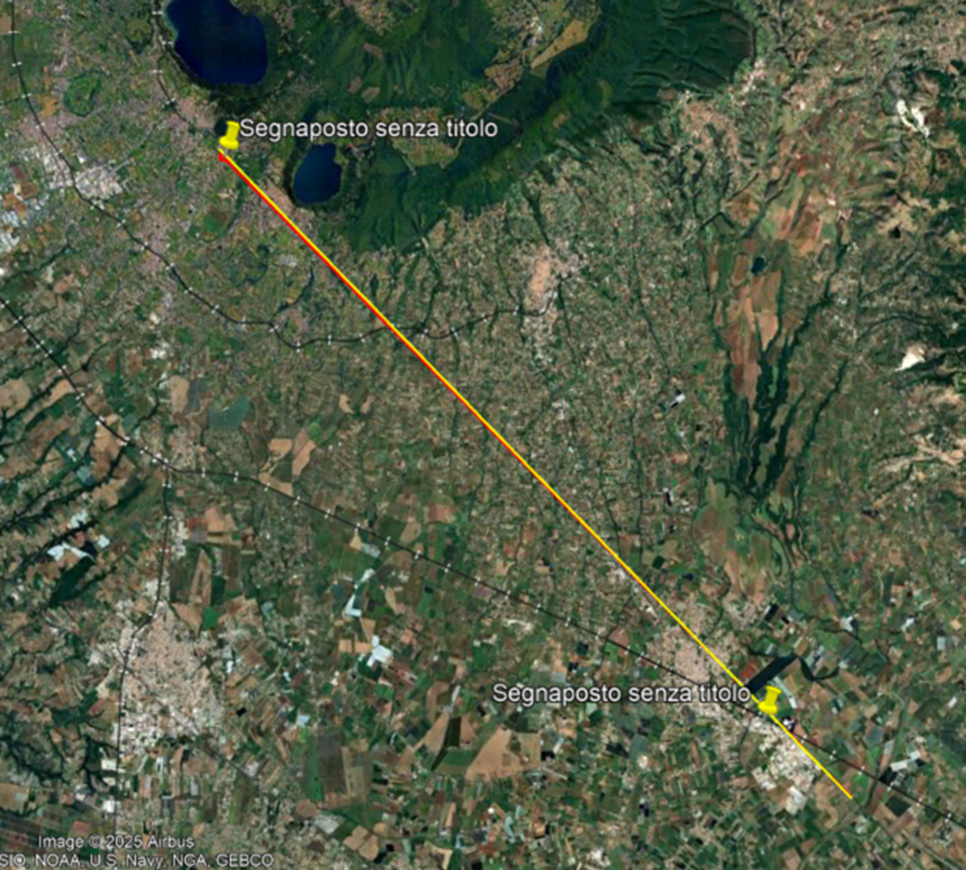 Segnaposto senza titolo
Segnaposto senza titolo
Image © 2025 Airbus
SIO, NOAA, U.S. Navy, NGA, GEBCO